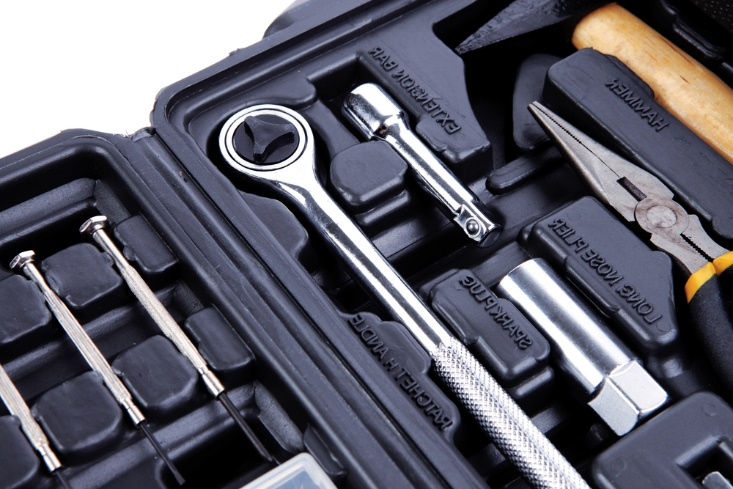 EXTENSION BAR
HAMMER
LONG NOSE PLIER
SPARK PLUG
RATCHET HANDLE